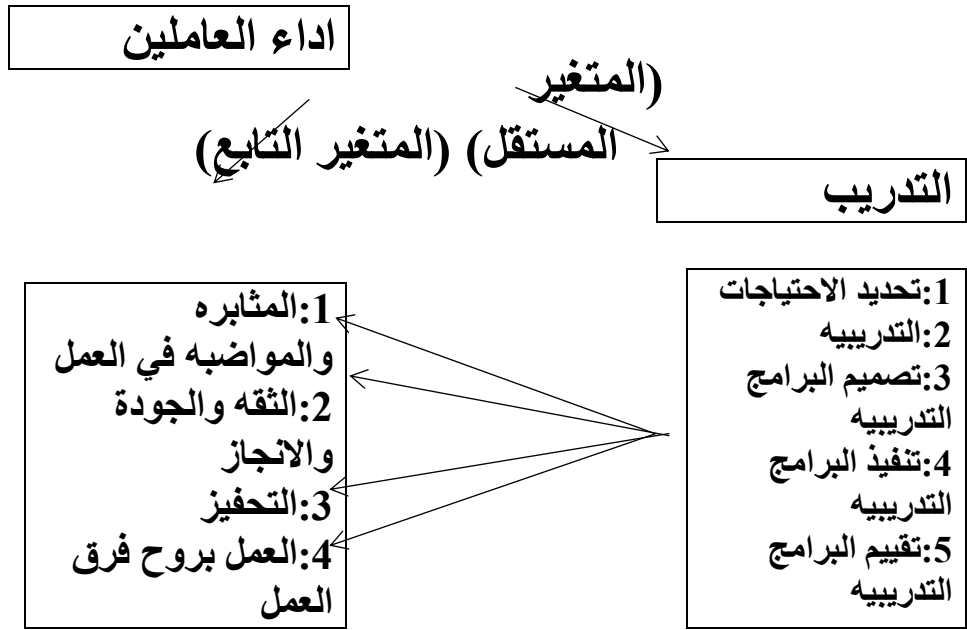 اداء العاملين
(المتغير
المستقل) (المتغير التابع)
التدريب
1:تحديد الاحتياجات
2:التدريبيه
3:تصميم البرامج
التدريبيه
4:تنفيذ البرامج
التدريبيه
5:تقييم البرامج
التدريبيه
1:المثابره
والمواضبه في العمل
2:الثقه والجودة
والانجاز
3:التحفيز
4:العمل بروح فرق
العمل